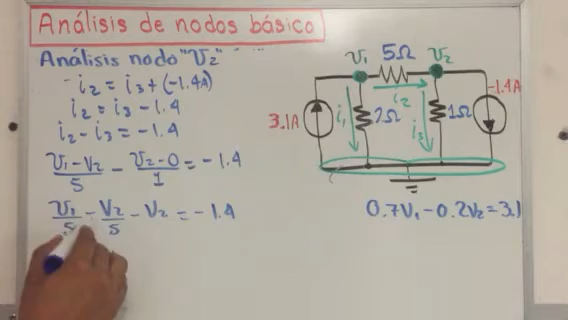 Análisis de nodos básico
Análisis nodo "V2"
i2 = i3 + (-1.4A)
i2 = i3 - 1.4
i2 - i3 = -1.4
V1-V2/5 - V2-0/1 = -1.4
V1/5 - V2/5 - V2 = -1.4
V1 5Ω V2
i2
3.1A i1 2Ω i3 1Ω -1.4A
0.7V1 - 0.2V2 = 3.1